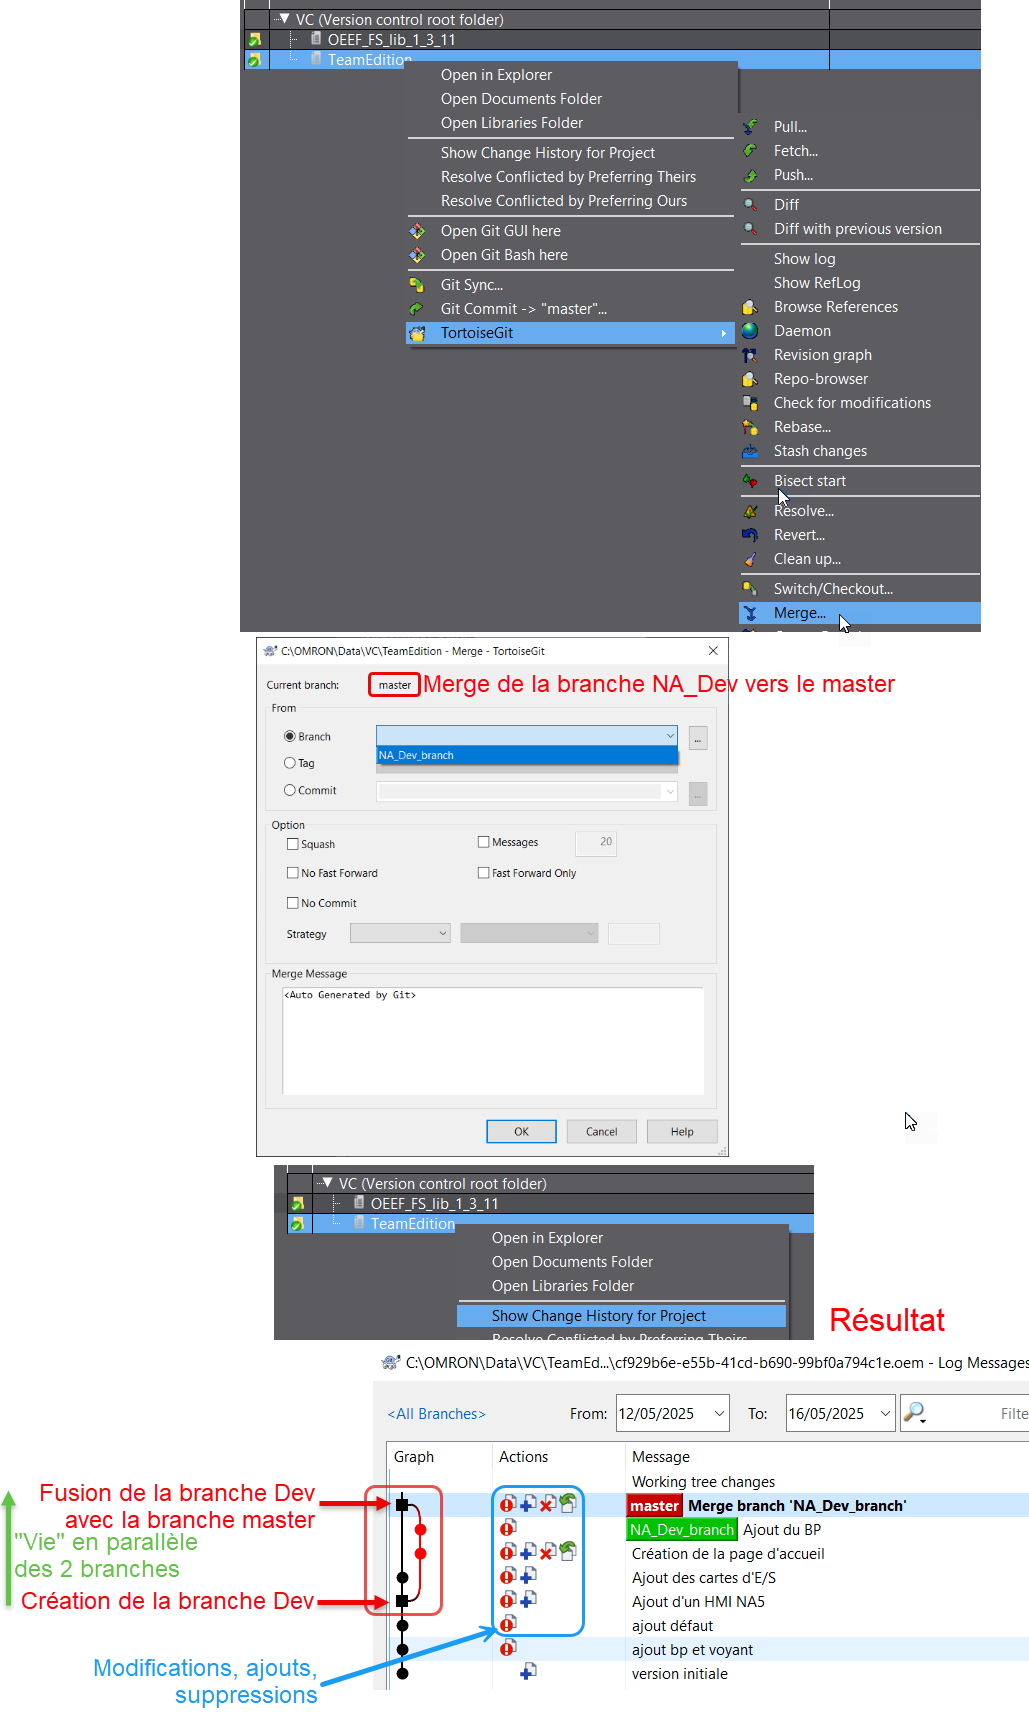 VC (Version control root folder)
OEEF_FS_lib_1_3_11
TeamEdition
Open in Explorer
Open Documents Folder
Open Libraries Folder
Show Change History for Project
Resolve Conflicted by Preferring Theirs
Resolve Conflicted by Preferring Ours
Open Git GUI here
Open Git Bash here
Git Sync...
Git Commit -> "master"...
TortoiseGit
Pull...
Fetch...
Push...
Diff
Diff with previous version
Show log
Show RefLog
Browse References
Daemon
Revision graph
Repo-browser
Check for modifications
Rebase...
Stash changes
Bisect start
Resolve...
Revert...
Clean up...
Switch/Checkout...
Merge...
C:\OMRON\Data\VC\TeamEdition - Merge - TortoiseGit
Current branch: master Merge de la branche NA_Dev vers le master
From
Branch
NA_Dev_branch
Tag
...
Commit
...
Option
Squash Messages 20
No Fast Forward Fast Forward Only
No Commit
Strategy
Merge Message
<Auto Generated by Git>
OK Cancel Help
VC (Version control root folder)
OEEF_FS_lib_1_3_11
TeamEdition
Open in Explorer
Open Documents Folder
Open Libraries Folder
Show Change History for Project
Resolve Conflicted by Preferring Theirs
Résultat
C:\OMRON\Data\VC\TeamEd...\cf929b6e-e55b-41cd-b690-99bf0a794c1e.oem - Log Messages
<All Branches> From: 12/05/2025 To: 16/05/2025 Filte
Graph Actions Message
Working tree changes
master Merge branch 'NA_Dev_branch'
NA_Dev_branch Ajout du BP
Création de la page d'accueil
Ajout des cartes d'E/S
Ajout d'un HMI NA5
ajout défaut
ajout bp et voyant
version initiale
Fusion de la branche Dev
avec la branche master
"Vie" en parallèle
des 2 branches
Création de la branche Dev
Modifications, ajouts,
suppressions